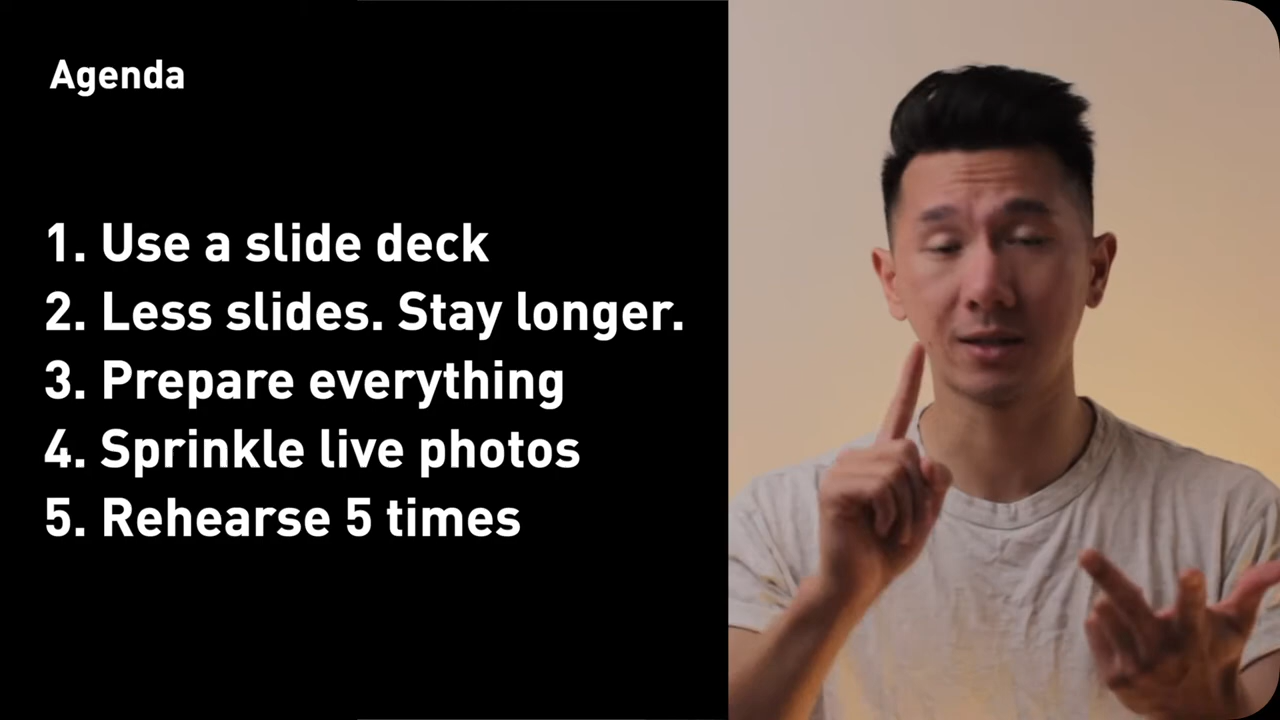 Agenda
1. Use a slide deck
2. Less slides. Stay longer.
3. Prepare everything
4. Sprinkle live photos
5. Rehearse 5 times